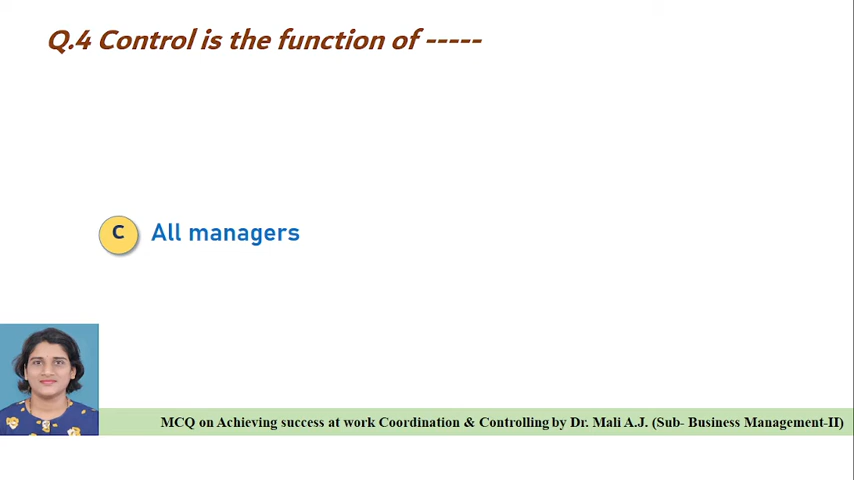 Q.4 Control is the function of -----
C All managers
MCQ on Achieving success at work Coordination & Controlling by Dr. Mali A.J. (Sub- Business Management-II)